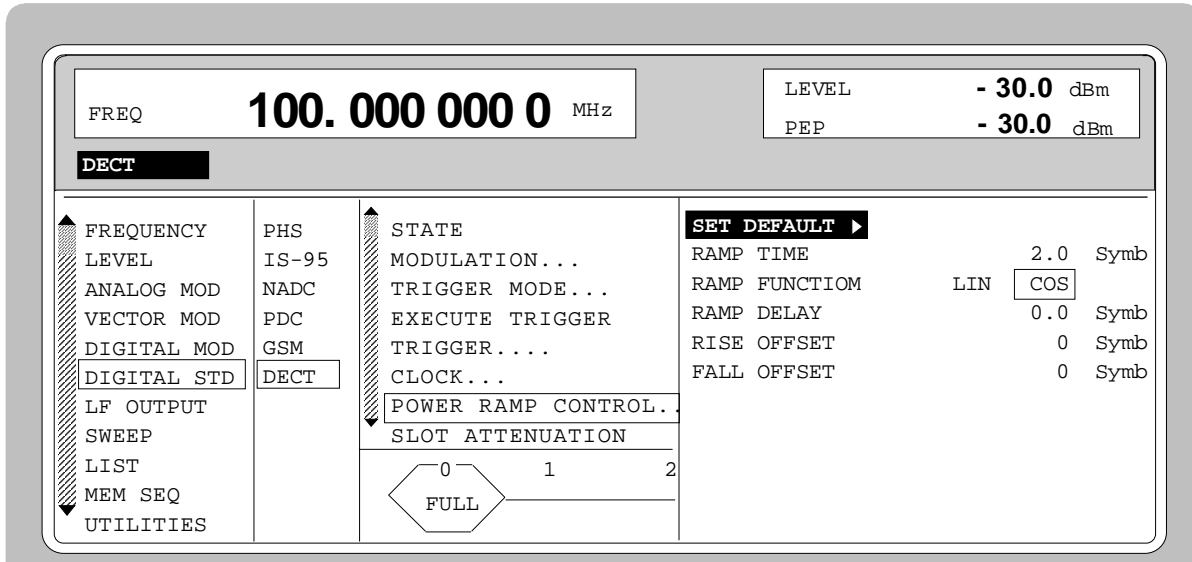 FREQ 100. 000 000 0 MHz
LEVEL - 30.0 dBm
PEP - 30.0 dBm
DECT
FREQUENCY
LEVEL
ANALOG MOD
VECTOR MOD
DIGITAL MOD
DIGITAL STD
LF OUTPUT
SWEEP
LIST
MEM SEQ
UTILITIES
PHS
IS-95
NADC
PDC
GSM
DECT
STATE
MODULATION...
TRIGGER MODE...
EXECUTE TRIGGER
TRIGGER....
CLOCK...
POWER RAMP CONTROL..
SLOT ATTENUATION
0 1 2
FULL
SET DEFAULT
RAMP TIME 2.0 Symb
RAMP FUNCTIOM LIN COS
RAMP DELAY 0.0 Symb
RISE OFFSET 0 Symb
FALL OFFSET 0 Symb